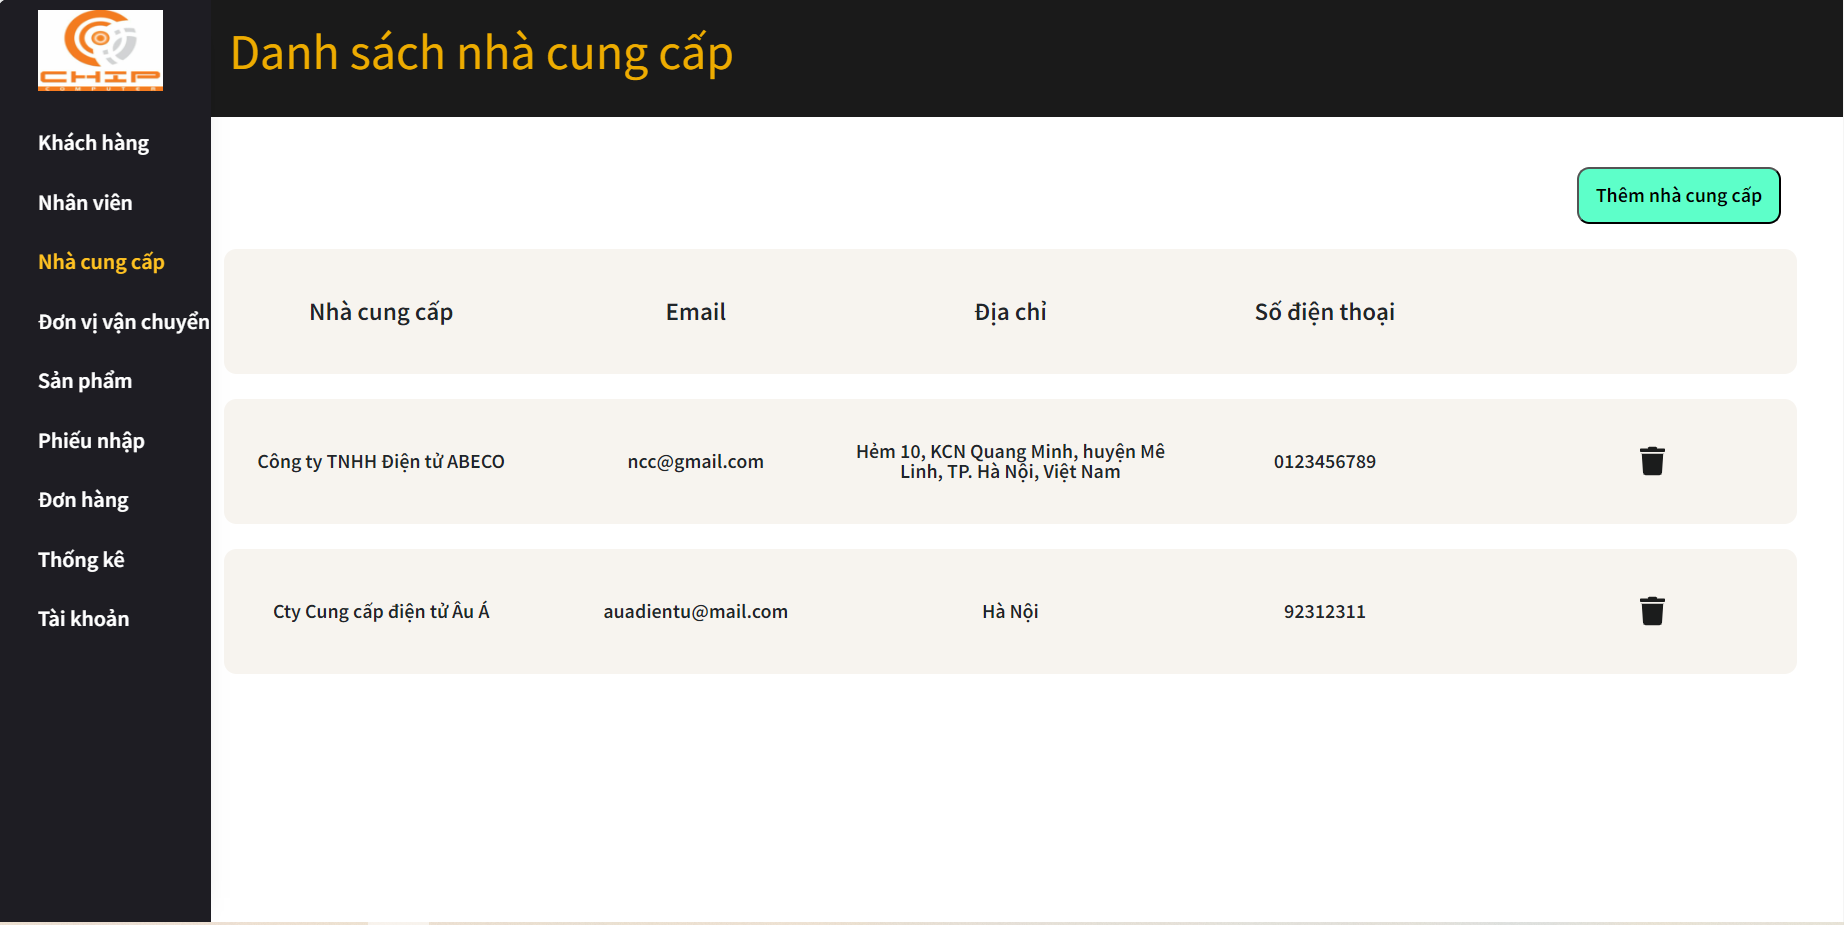 CHIP
COMPUTER
Danh sách nhà cung cấp
Khách hàng
Nhân viên
Nhà cung cấp
Đơn vị vận chuyển
Sản phẩm
Phiếu nhập
Đơn hàng
Thống kê
Tài khoản
Thêm nhà cung cấp
Nhà cung cấp Email Địa chỉ Số điện thoại
Công ty TNHH Điện tử ABECO ncc@gmail.com Hẻm 10, KCN Quang Minh, huyện Mê
Linh, TP. Hà Nội, Việt Nam 0123456789
Cty Cung cấp điện tử Âu Á auadientu@mail.com Hà Nội 92312311